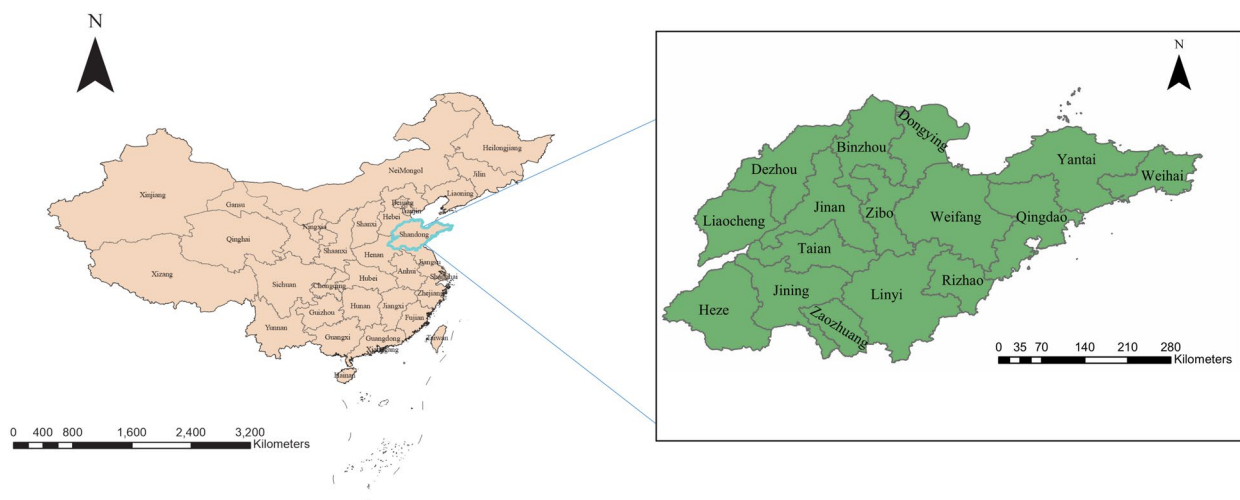 N
Heilongjiang
Jilin
NeiMongol
Liaoning
Xinjiang
Gansu
Beijing
Tianjin
Hebei
Shanxi
Ningxia
Shandong
Qinghai
Shaanxi
Henan
Jiangsu
Xizang
Anhui
Shanghai
Hubei
Sichuan
Chongqing
Zhejiang
Hunan
Jiangxi
Guizhou
Fujian
Yunnan
Guangxi
Guangdong
Taiwan
Hainan
0 400 800 1,600 2,400 3,200
Kilometers
N
Dongying
Binzhou
Yantai
Dezhou
Weihai
Jinan
Zibo
Liaocheng
Weifang
Qingdao
Taian
Rizhao
Jining
Linyi
Heze
Zaozhuang
0 35 70 140 210 280
Kilometers